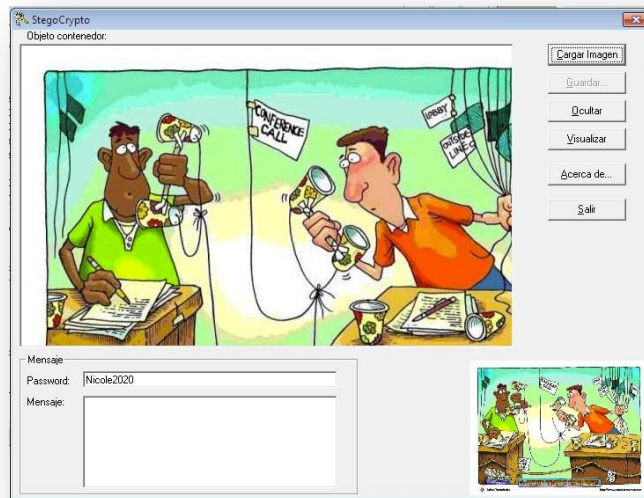 StegoCrypto
Objeto contenedor:
CONFERENCE
CALL
LOBBY
OUTSIDE
LINE
Cargar Imagen
Guardar...
Ocultar
Visualizar
Acerca de...
Salir
Mensaje
Password:
Nicole2020
Mensaje: